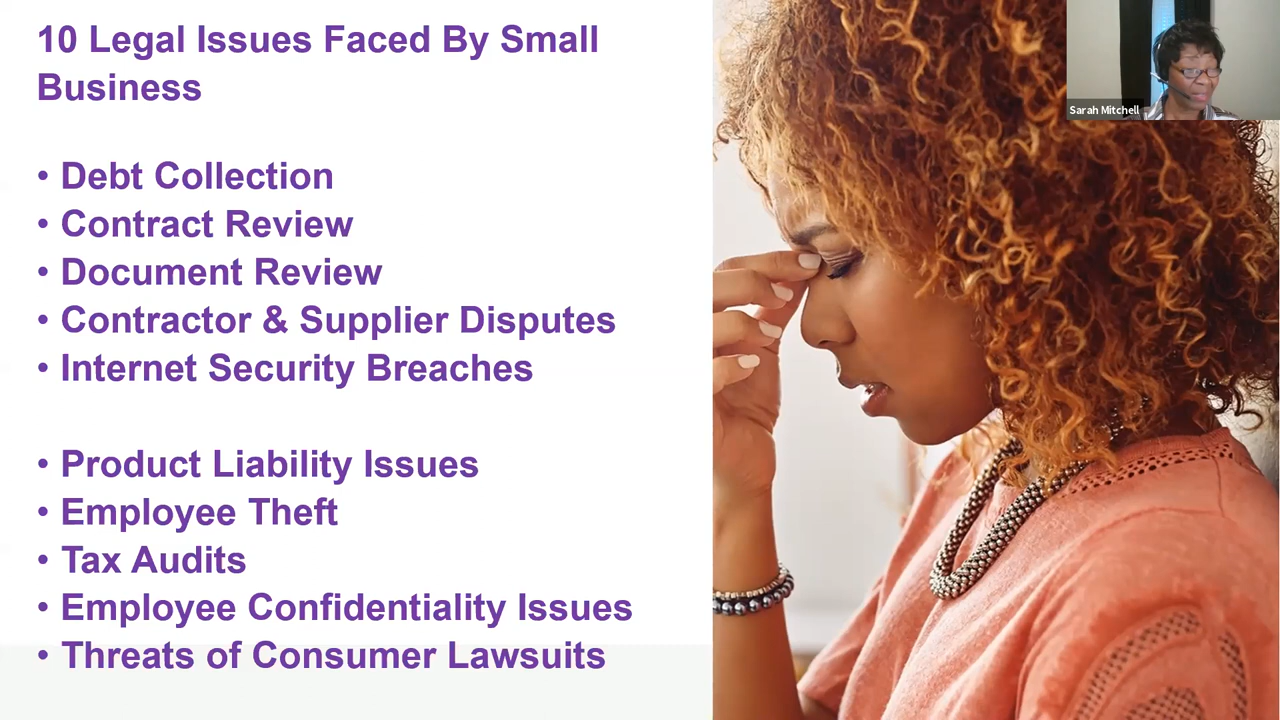 10 Legal Issues Faced By Small
Business
• Debt Collection
• Contract Review
• Document Review
• Contractor & Supplier Disputes
• Internet Security Breaches
• Product Liability Issues
• Employee Theft
• Tax Audits
• Employee Confidentiality Issues
• Threats of Consumer Lawsuits
Sarah Mitchell